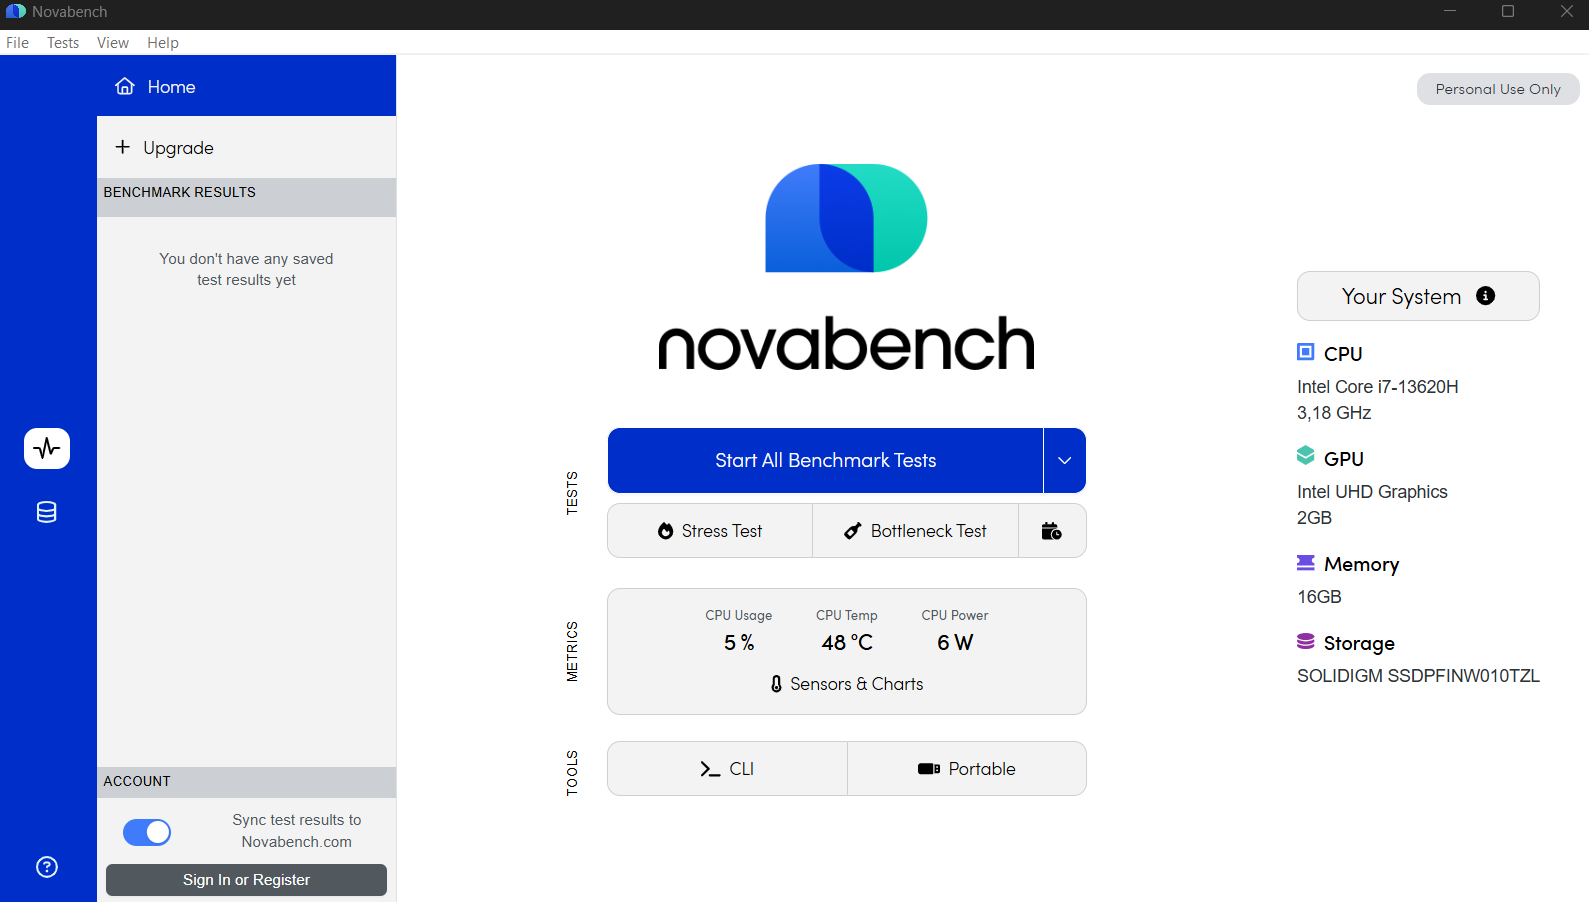 Novabench
File Tests View Help
Home
Upgrade
BENCHMARK RESULTS
You don't have any saved
test results yet
ACCOUNT
Sync test results to
Novabench.com
Sign In or Register
Personal Use Only
novabench
TESTS
Start All Benchmark Tests
Stress Test
Bottleneck Test
METRICS
CPU Usage CPU Temp CPU Power
5 % 48 °C 6 W
Sensors & Charts
TOOLS
CLI
Portable
Your System
CPU
Intel Core i7-13620H
3,18 GHz
GPU
Intel UHD Graphics
2GB
Memory
16GB
Storage
SOLIDIGM SSDPFINW010TZL